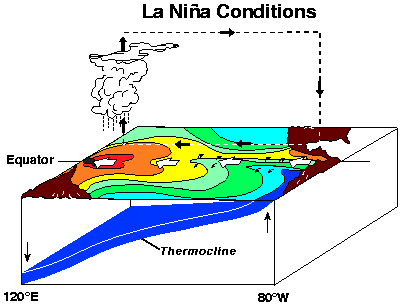 La Niña Conditions
Equator
Thermocline
120°E
80°W